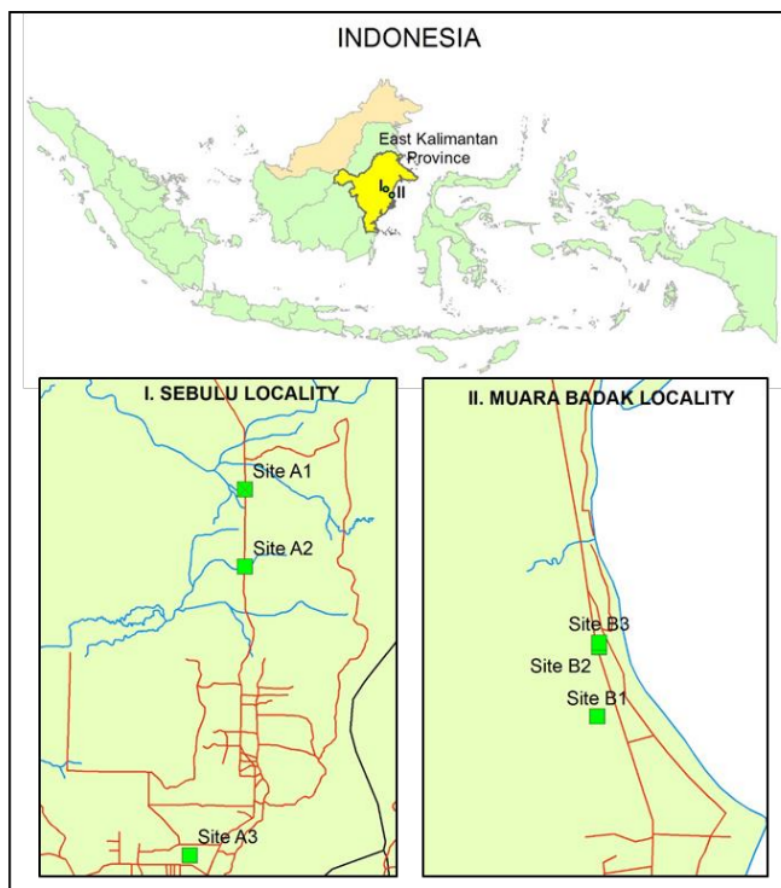 INDONESIA
East Kalimantan
Province
I
II
I. SEBULU LOCALITY
Site A1
Site A2
Site A3
II. MUARA BADAK LOCALITY
Site B3
Site B2
Site B1